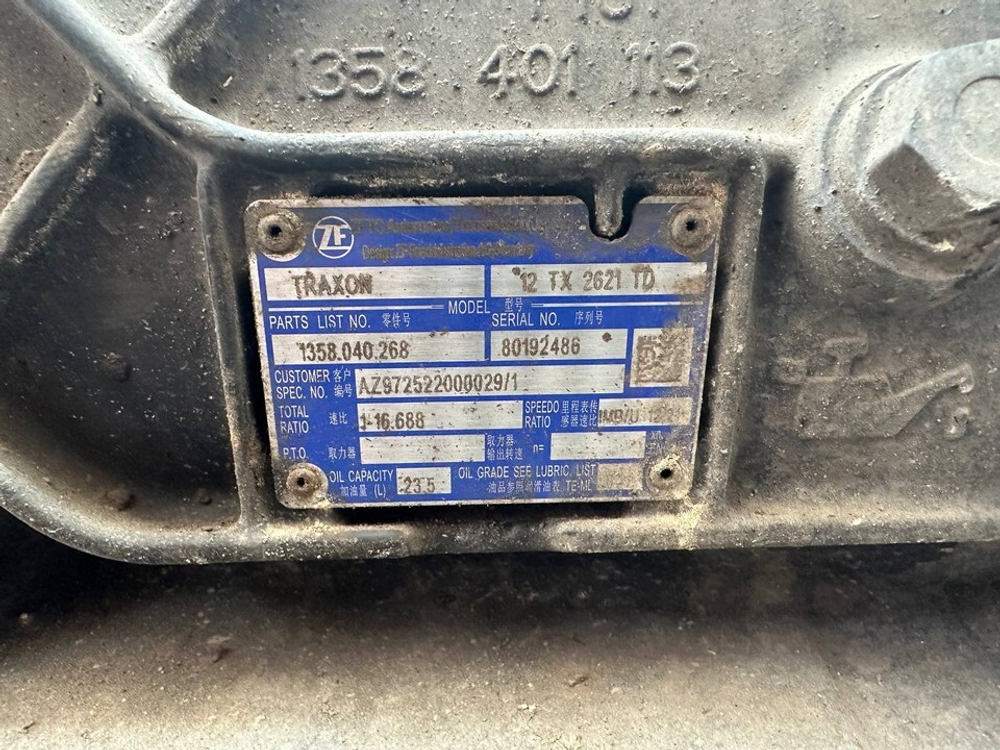 1358 401 113
ZF
TRAXON 12 TX 2621 TD
MODEL 型号
PARTS LIST NO. 零件号 SERIAL NO. 序列号
1358.040.268 80192486
CUSTOMER 客户
SPEC. NO. 编号 AZ972522000029/1
TOTAL RATIO 速比 1-16.688 SPEEDO RATIO 里程表传感器速比
P.T.O. 取力器 取力器输出转速 n=
OIL CAPACITY 加油量 (L) 23.5 OIL GRADE SEE LUBRIC. LIST TE-ML